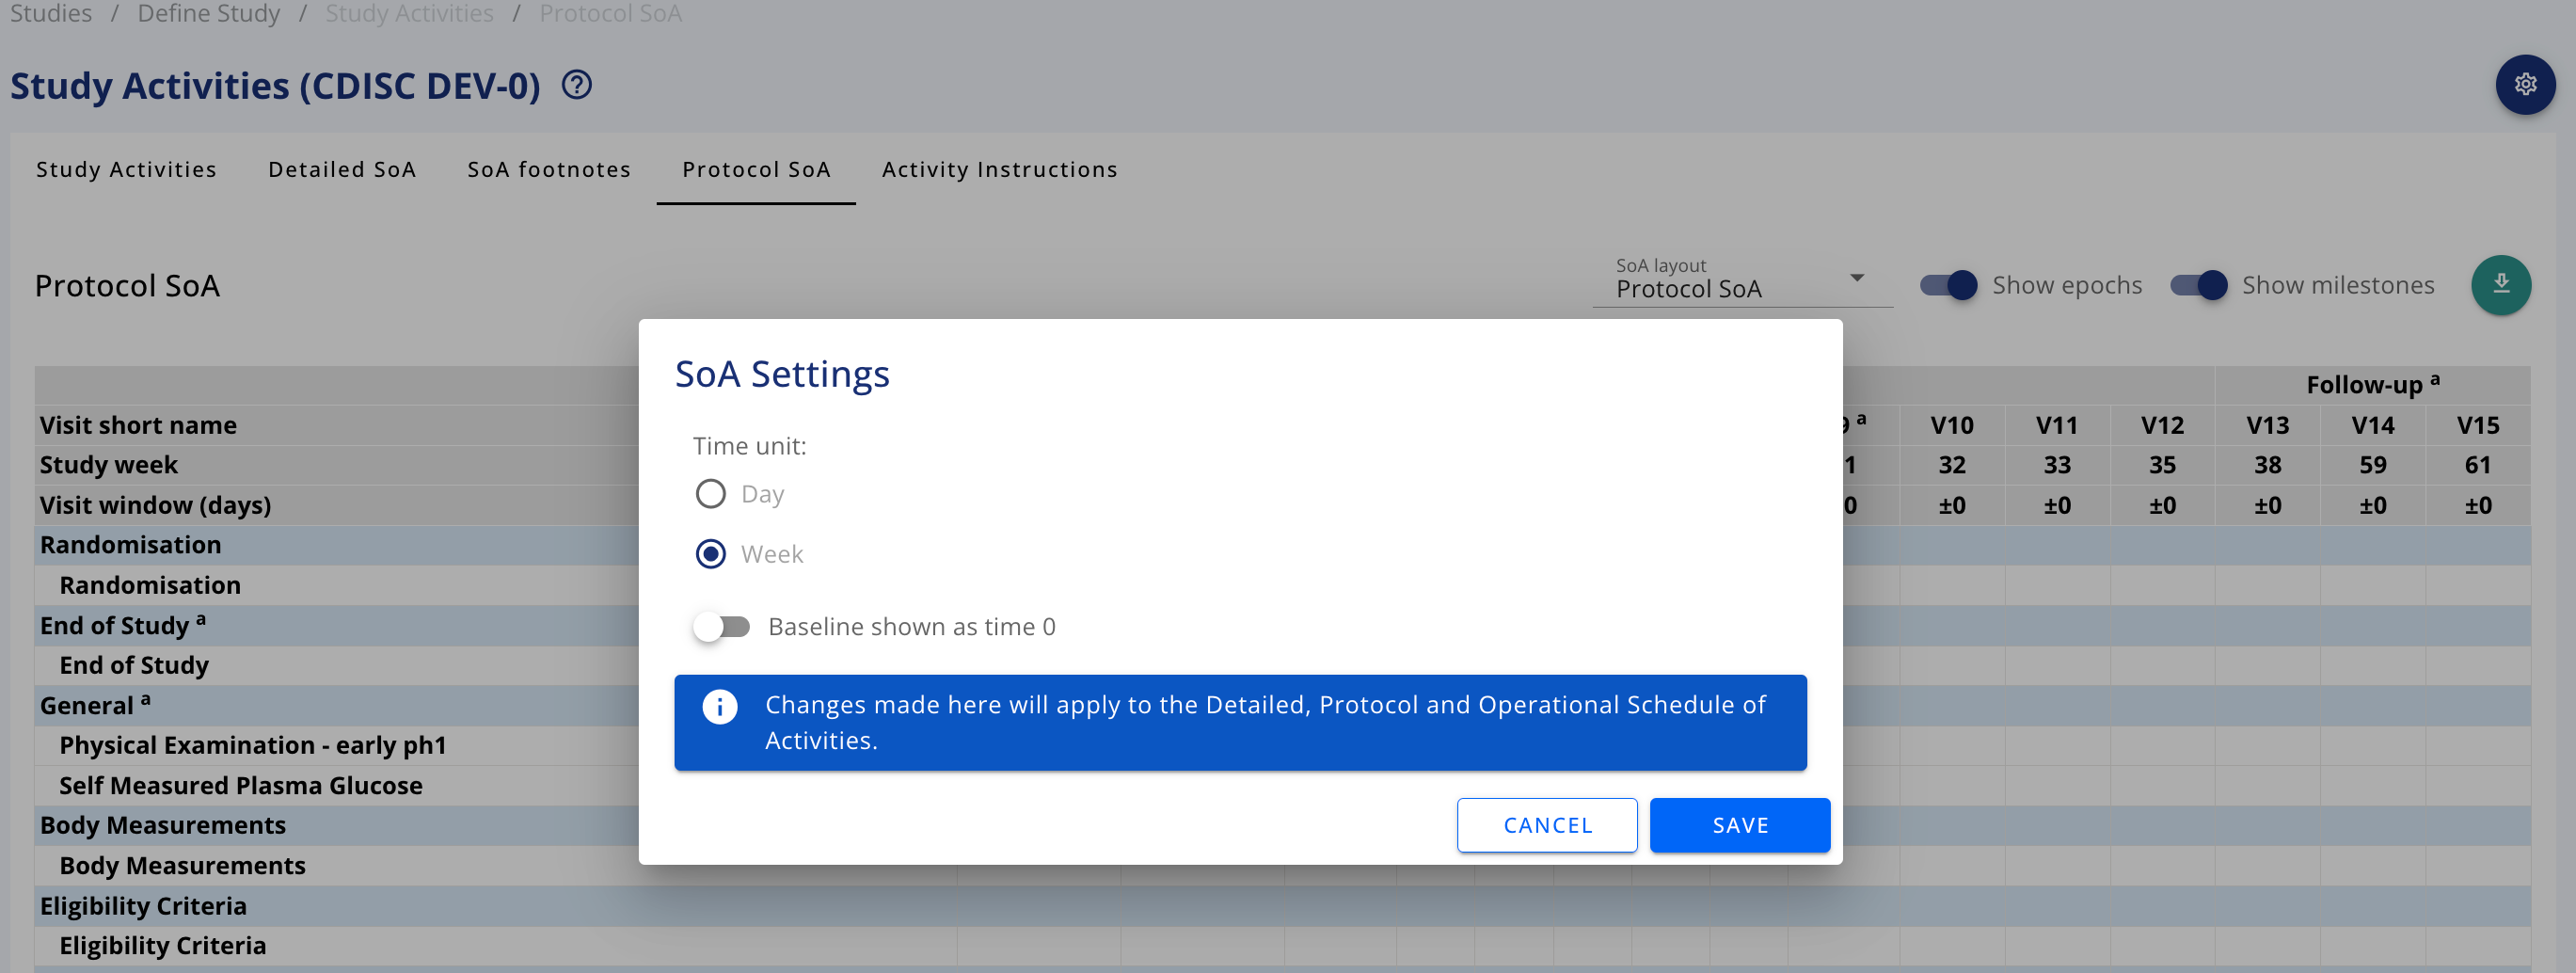 Studies / Define Study / Study Activities / Protocol SoA
Study Activities (CDISC DEV-0)
Study Activities Detailed SoA SoA footnotes Protocol SoA Activity Instructions
SoA layout
Protocol SoA Protocol SoA Show epochs Show milestones
SoA Settings
Time unit:
Day
Week
Baseline shown as time 0
Changes made here will apply to the Detailed, Protocol and Operational Schedule of
Activities.
CANCEL SAVE
Follow-up a
Visit short name 9 a V10 V11 V12 V13 V14 V15
Study week 1 32 33 35 38 59 61
Visit window (days) 0 ±0 ±0 ±0 ±0 ±0 ±0
Randomisation
Randomisation
End of Study a
End of Study
General a
Physical Examination - early ph1
Self Measured Plasma Glucose
Body Measurements
Body Measurements
Eligibility Criteria
Eligibility Criteria